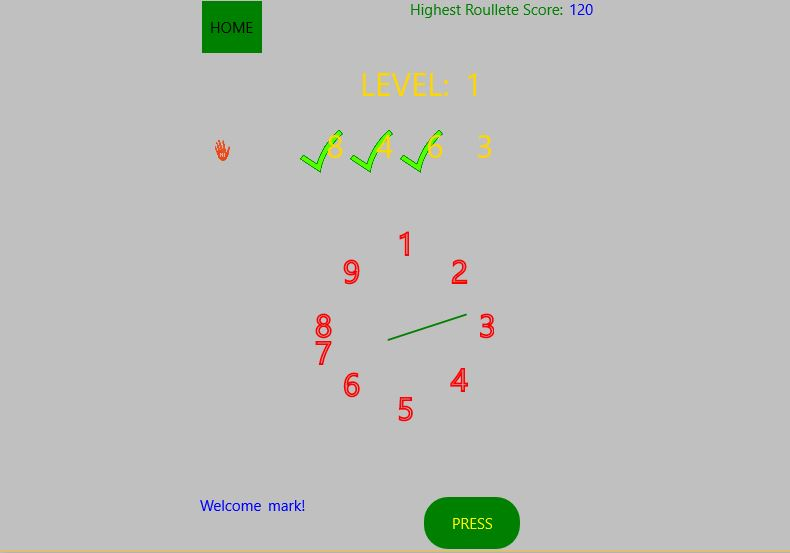 Highest Roullete Score: 120
HOME
LEVEL: 1
8 4 6 3
1
9 2
8 3
7
6 4
5
Welcome mark!
PRESS